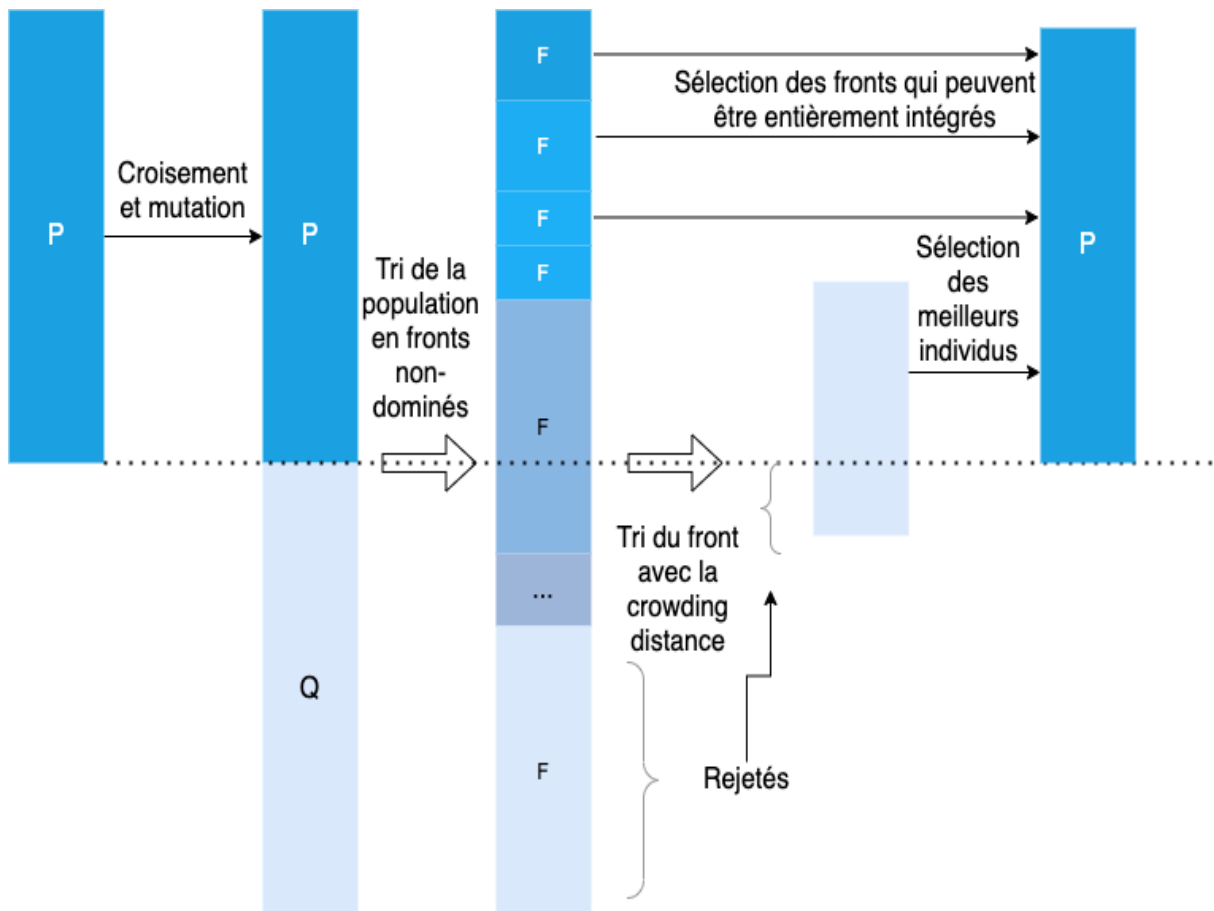 P
Croisement
et mutation
P
Q
Tri de la
population
en fronts
non-
dominés
F
F
F
F
F
...
F
Sélection des fronts qui peuvent
être entièrement intégrés
Tri du front
avec la
crowding
distance
Rejetés
Sélection
des
meilleurs
individus
P